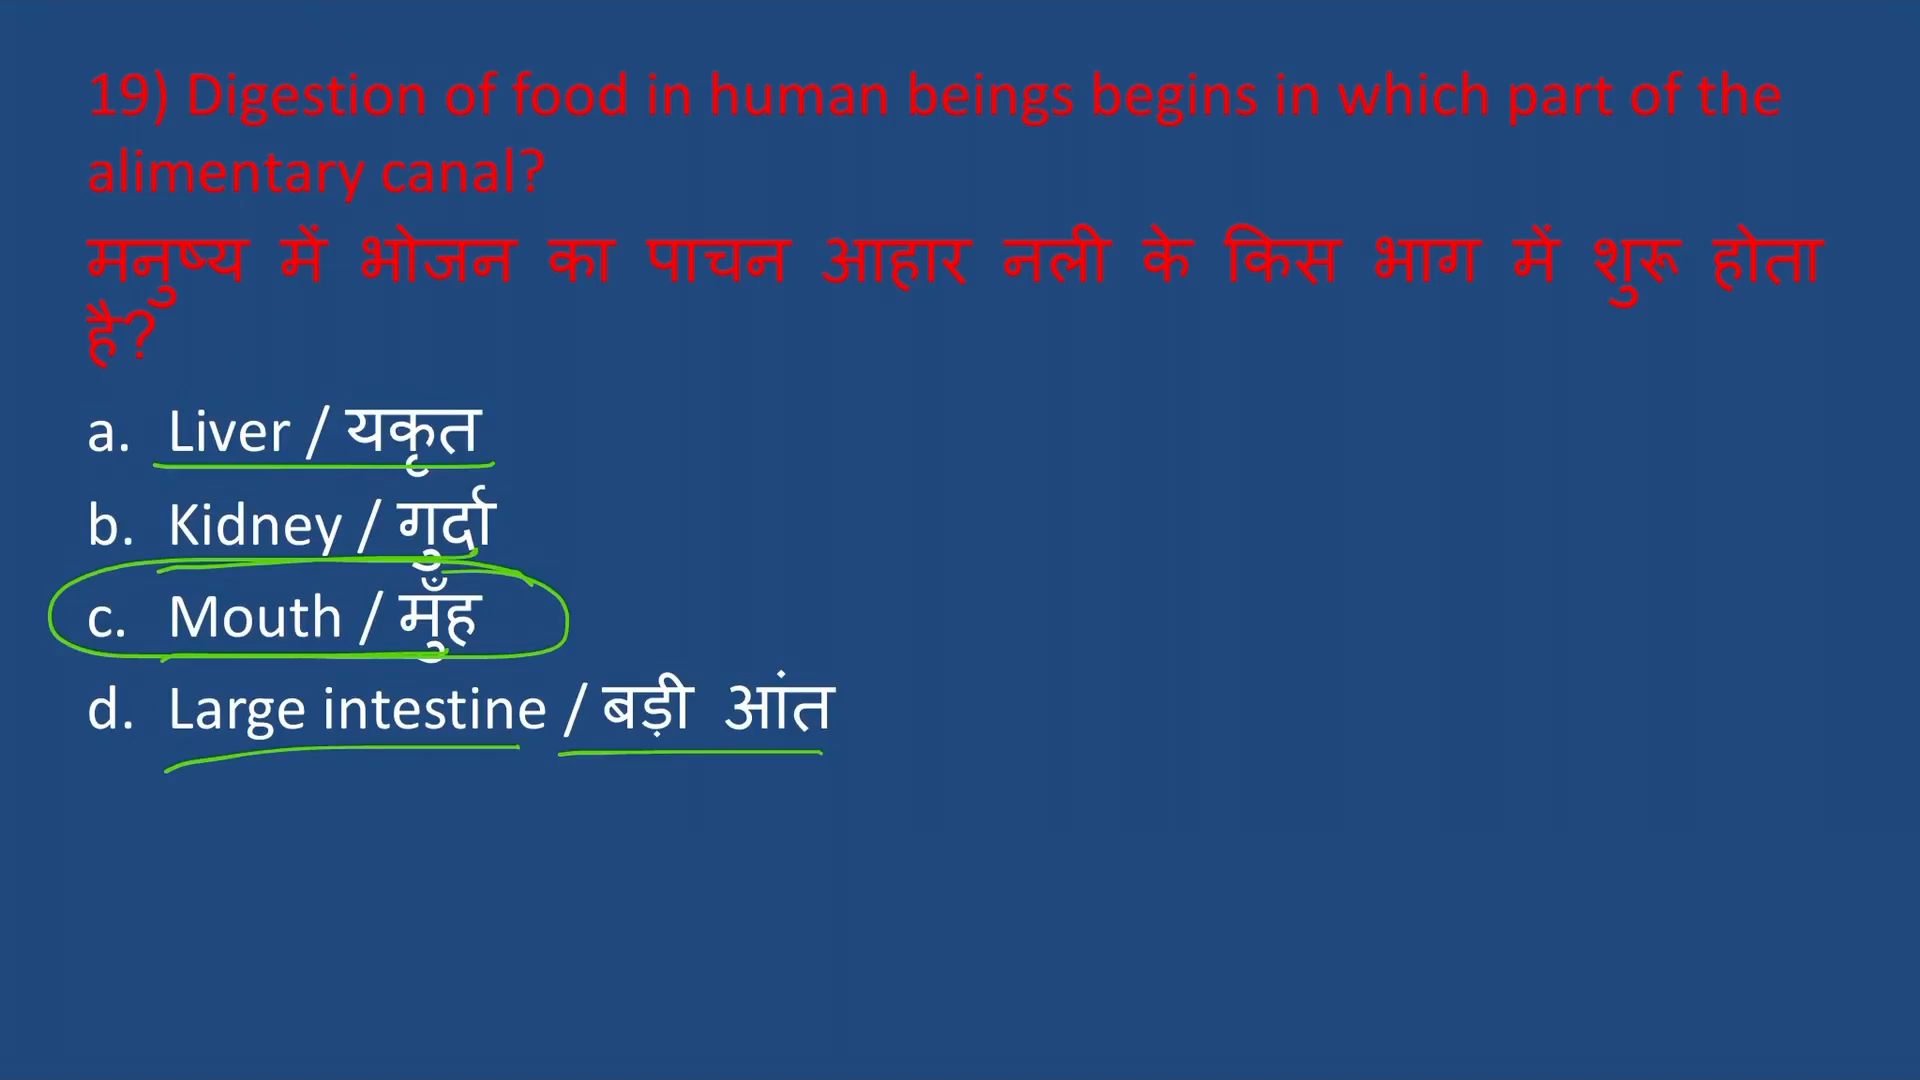 19) Digestion of food in human beings begins in which part of the
alimentary canal?
मनुष्य में भोजन का पाचन आहार नली के किस भाग में शुरू होता
है?
a. Liver / यकृत
b. Kidney / गुर्दा
c. Mouth / मुँह
d. Large intestine / बड़ी आंत